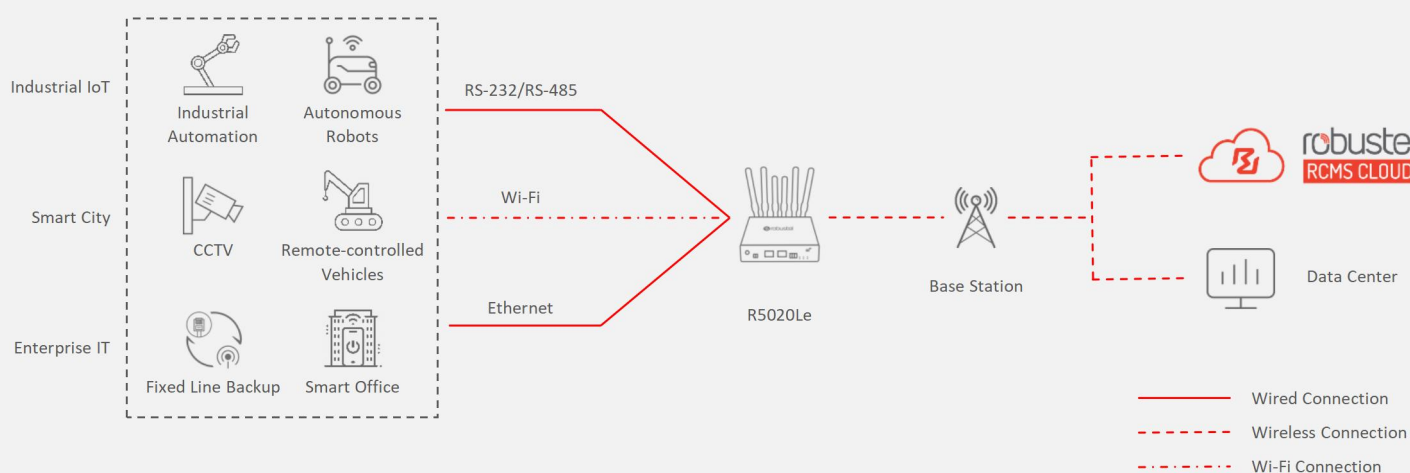 Industrial IoT
Industrial
Automation
Autonomous
Robots
Smart City
CCTV
Remote-controlled
Vehicles
Enterprise IT
Fixed Line Backup
Smart Office
RS-232/RS-485
Wi-Fi
Ethernet
robustel
R5020Le
Base Station
robuste
RCMS CLOUD
Data Center
Wired Connection
Wireless Connection
Wi-Fi Connection